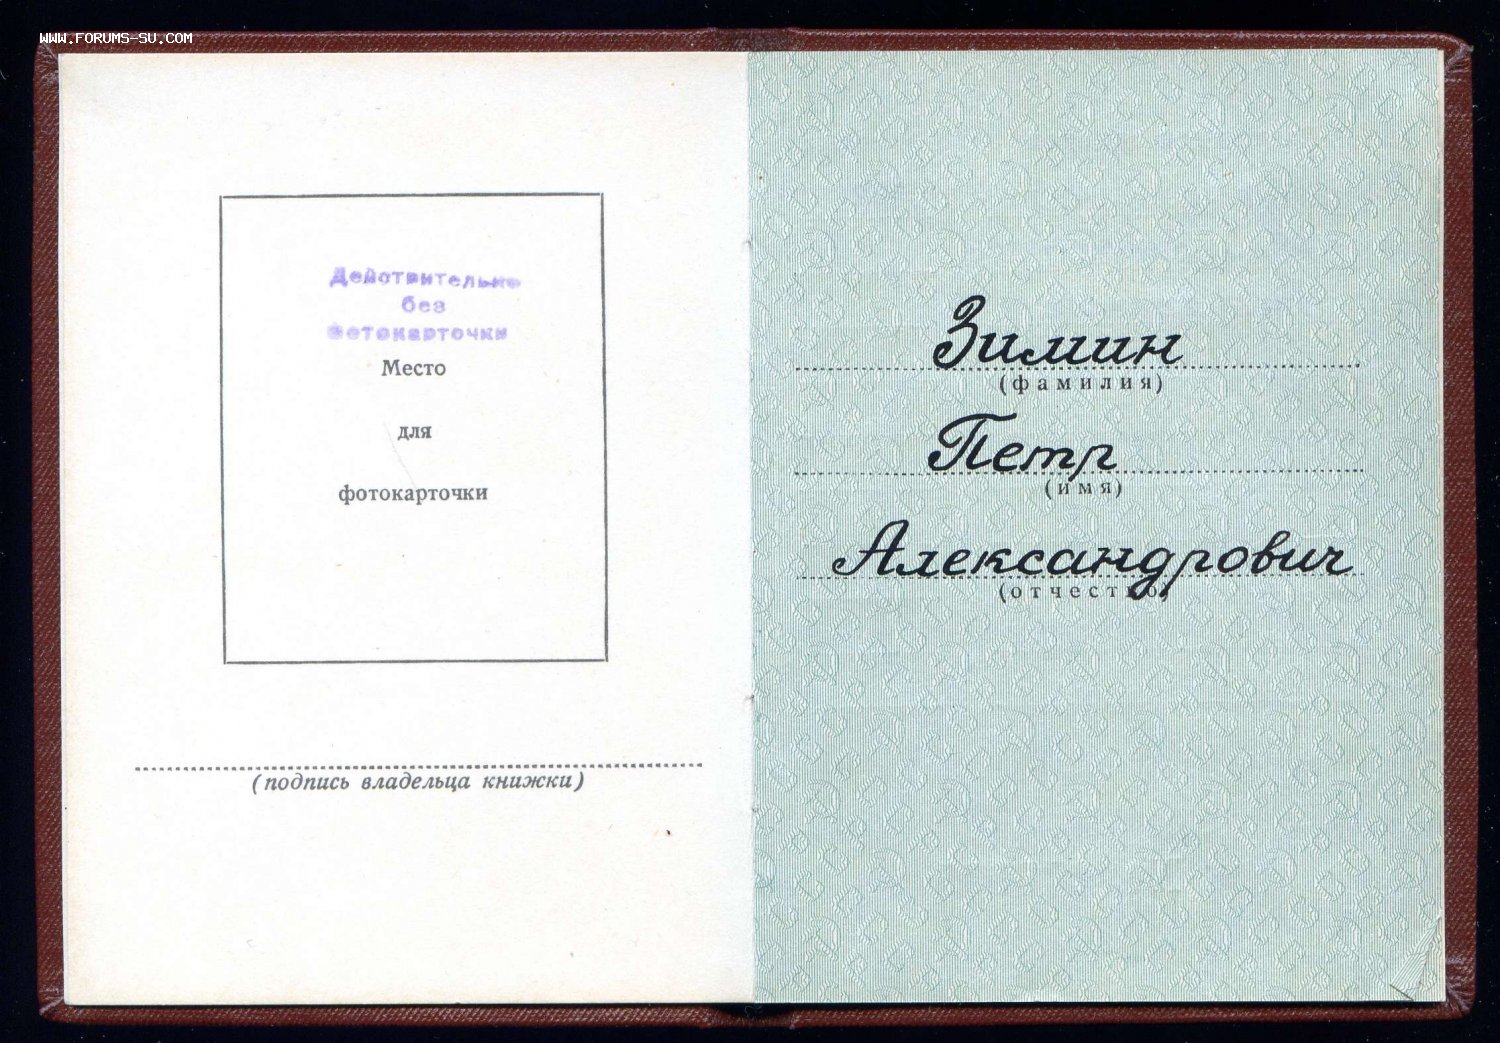 WWW.FORUMS-SU.COM
Действительно
без
фотокарточки
Место
для
фотокарточки
(подпись владельца книжки)
Зимин
(фамилия)
Петр
(имя)
Александрович
(отчество)